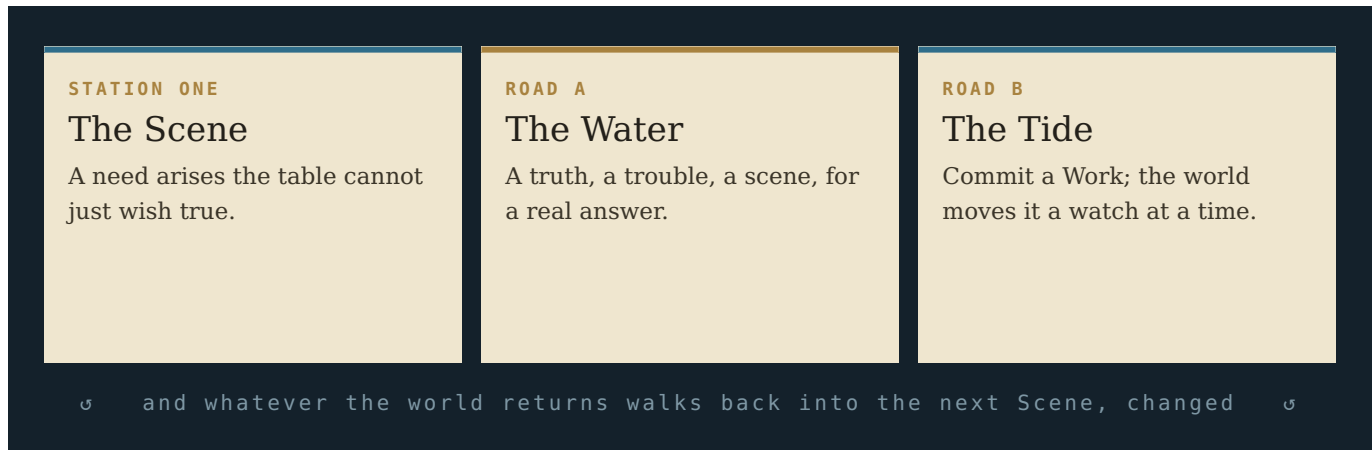 STATION ONE
The Scene
A need arises the table cannot
just wish true.
ROAD A
The Water
A truth, a trouble, a scene, for
a real answer.
ROAD B
The Tide
Commit a Work; the world
moves it a watch at a time.
↺ and whatever the world returns walks back into the next Scene, changed ↺